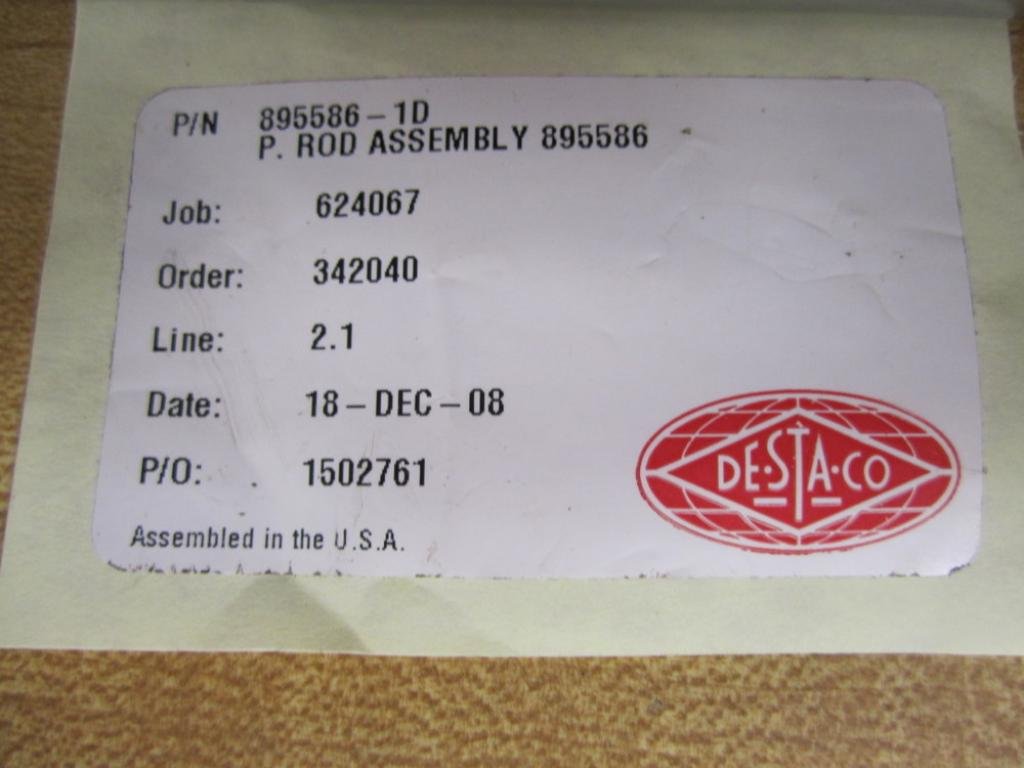 P/N 895586-1D
P. ROD ASSEMBLY 895586
Job: 624067
Order: 342040
Line: 2.1
Date: 18-DEC-08
P/O: 1502761
DE·STA·CO
Assembled in the U.S.A.